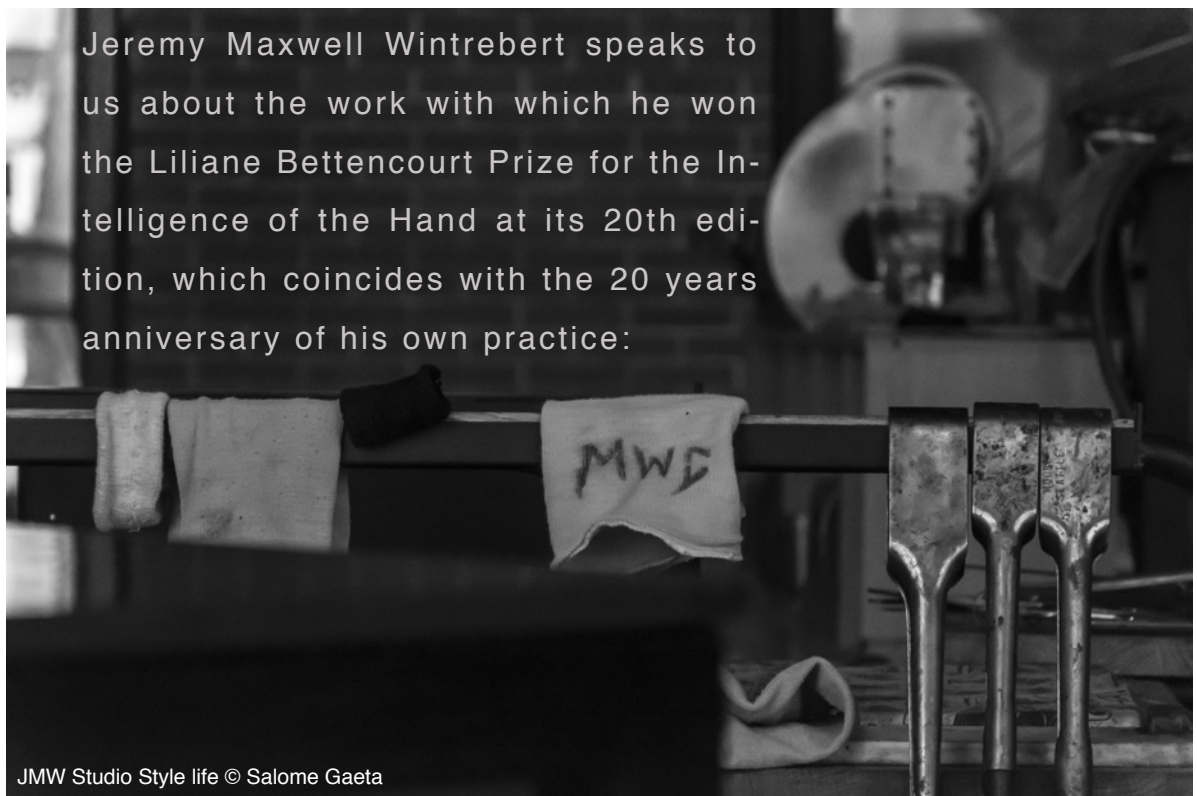 Jeremy Maxwell Wintrebert speaks to
us about the work with which he won
the Liliane Bettencourt Prize for the In-
telligence of the Hand at its 20th edi-
tion, which coincides with the 20 years
anniversary of his own practice:
JMW Studio Style life © Salome Gaeta